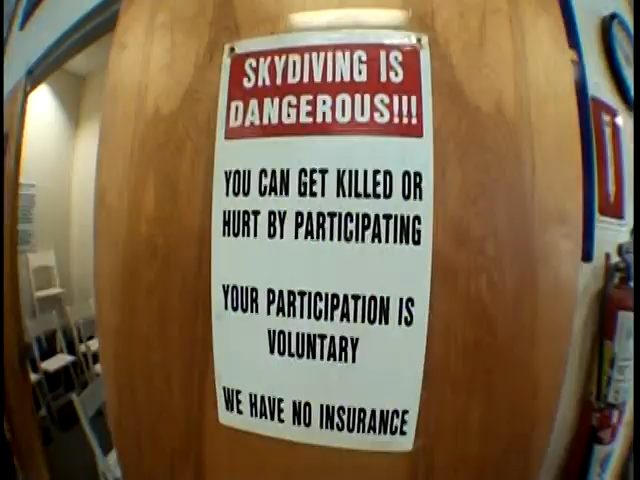 SKYDIVING IS
DANGEROUS!!!
YOU CAN GET KILLED OR
HURT BY PARTICIPATING
YOUR PARTICIPATION IS
VOLUNTARY
WE HAVE NO INSURANCE